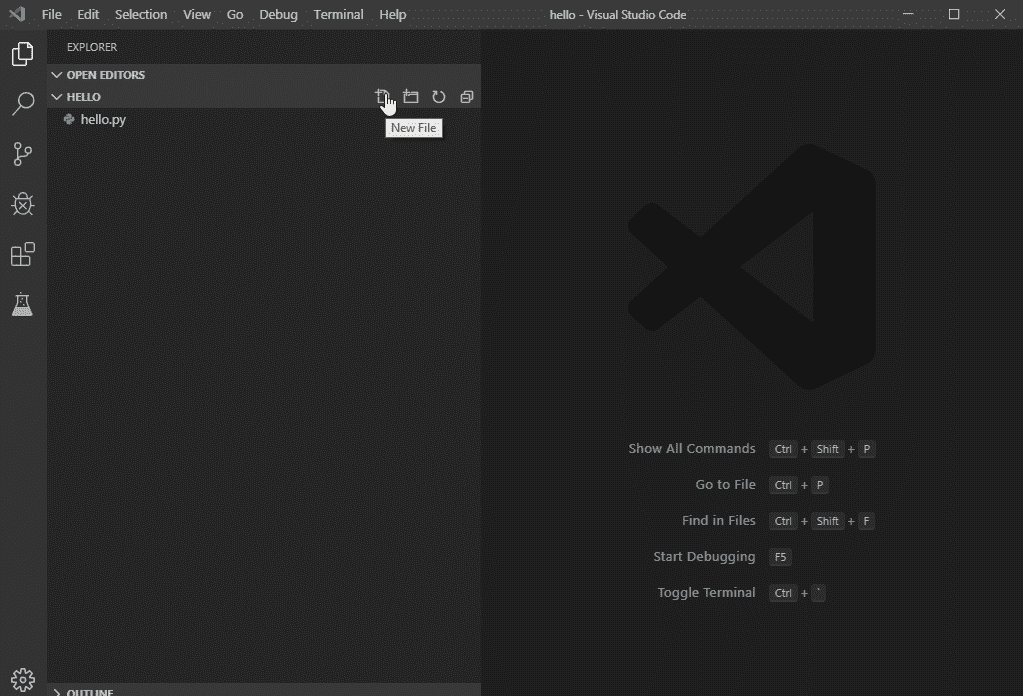 File Edit Selection View Go Debug Terminal Help hello - Visual Studio Code
EXPLORER
OPEN EDITORS
HELLO
hello.py
New File
Show All Commands Ctrl + Shift + P
Go to File Ctrl + P
Find in Files Ctrl + Shift + F
Start Debugging F5
Toggle Terminal Ctrl + `
OUTLINE